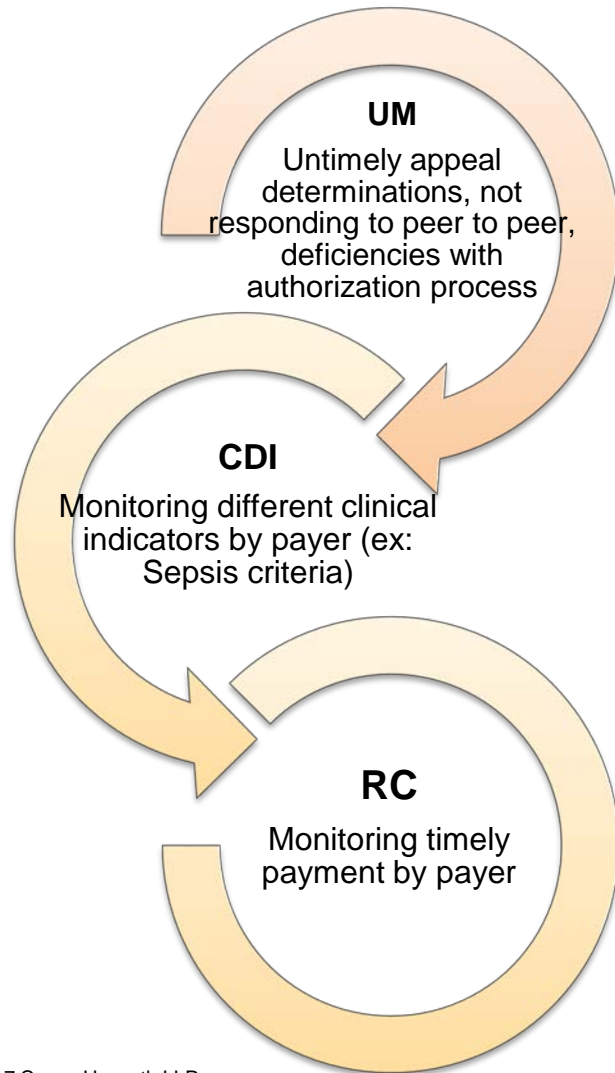 UM
Untimely appeal
determinations, not
responding to peer to peer,
deficiencies with
authorization process
CDI
Monitoring different clinical
indicators by payer (ex:
Sepsis criteria)
RC
Monitoring timely
payment by payer